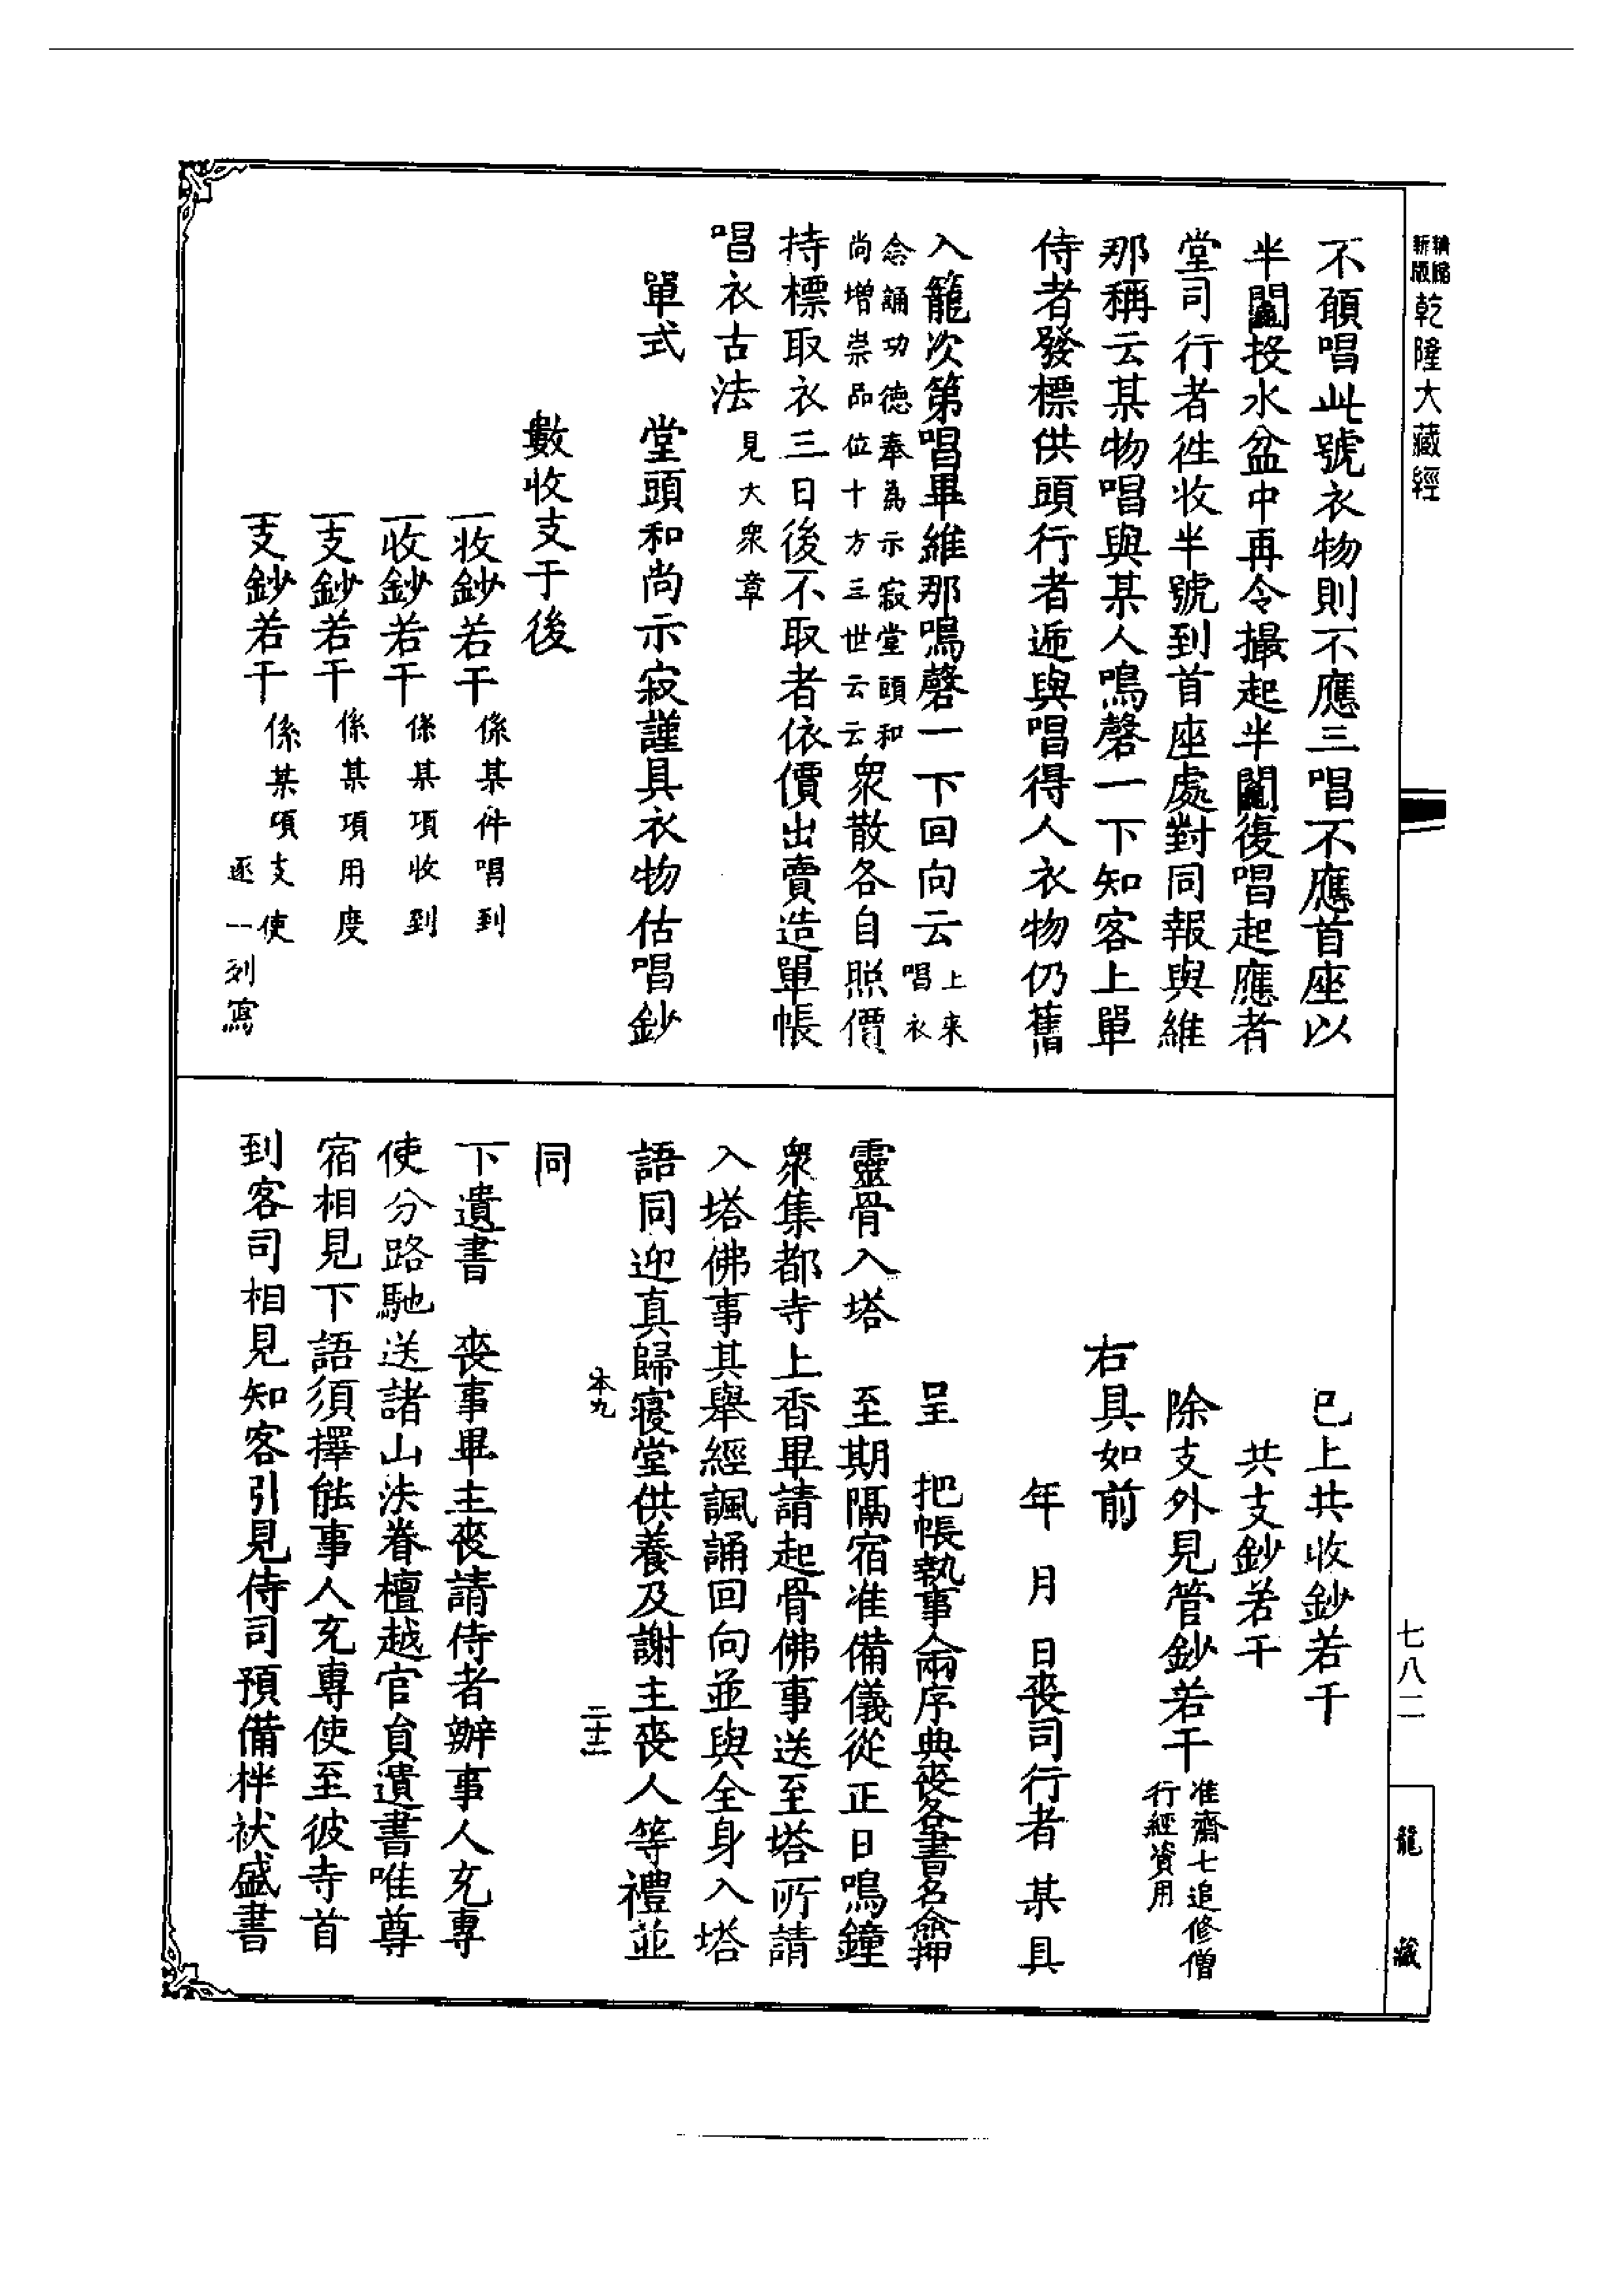 新編縮版 乾隆大藏經
不願唱此號衣物則不應三唱不應首座以
半鬮投水盆中再令撮起半鬮復唱起應者
堂司行者徃收半號到首座處對同報與維
那稱云某物唱與某人鳴磬一下知客上單
侍者發標供頭行者逓與唱得人衣物仍舊
入籠次第唱畢維那鳴磬一下回向云上来唱衣
念誦功德奉為示寂堂頭和尚增崇品位十方三世云云衆散各自照價
持標取衣三日後不取者依價出賣造單帳
唱衣古法見大衆章
單式 堂頭和尚示寂謹具衣物估唱鈔
數收支于後
一收鈔若干係某件唱到
一收鈔若干係某項收到
一支鈔若干係某項用度
一支鈔若干係某項支使逐一列寫
已上共收鈔若干
共支鈔若干
除支外見管鈔若干准齋七追修僧行經資用
右具如前
年 月 日喪司行者 某 具
呈 把帳執事人兩序典喪各書名僉押
靈骨入塔 至期隔宿准備儀從正日鳴鐘
衆集都寺上香畢請起骨佛事送至塔所請
入塔佛事其舉經諷誦回向並與全身入塔
語同迎真歸寢堂供養及謝主喪人等禮並
本九 二十二
同
下遺書 喪事畢主喪請侍者辦事人充專
使分路馳送諸山法眷檀越官員遺書唯尊
宿相見下語須擇能事人充專使至彼寺首
到客司相見知客引見侍司預備柈袱盛書
七八二
龍藏